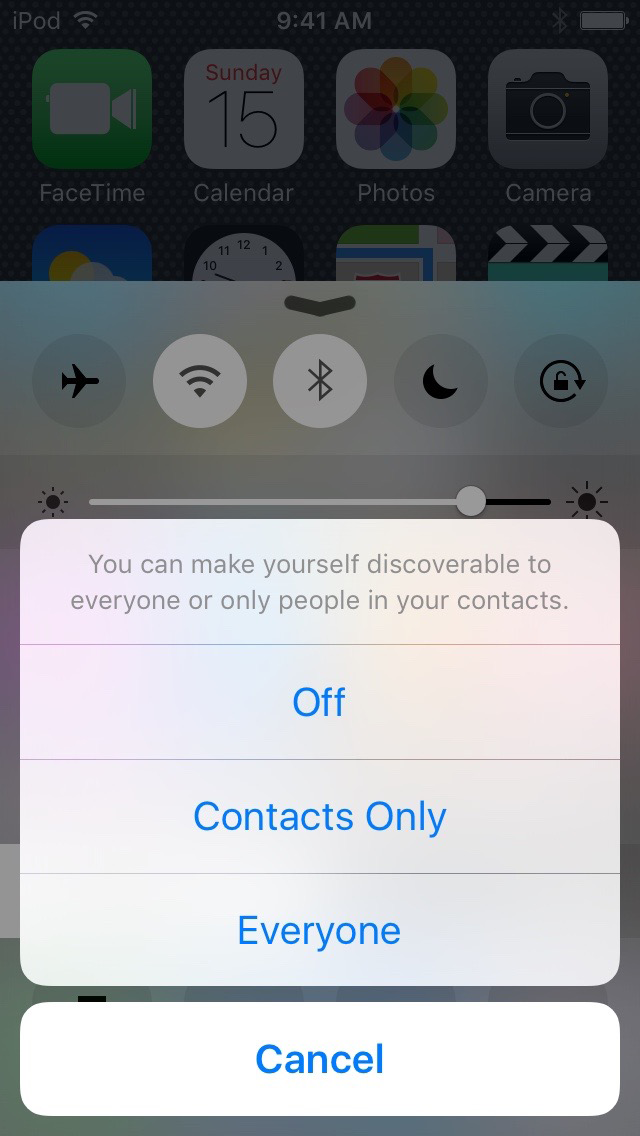 iPod 9:41 AM
Sunday
15
FaceTime Calendar Photos Camera
11 12 1
10 2
You can make yourself discoverable to
everyone or only people in your contacts.
Off
Contacts Only
Everyone
Cancel